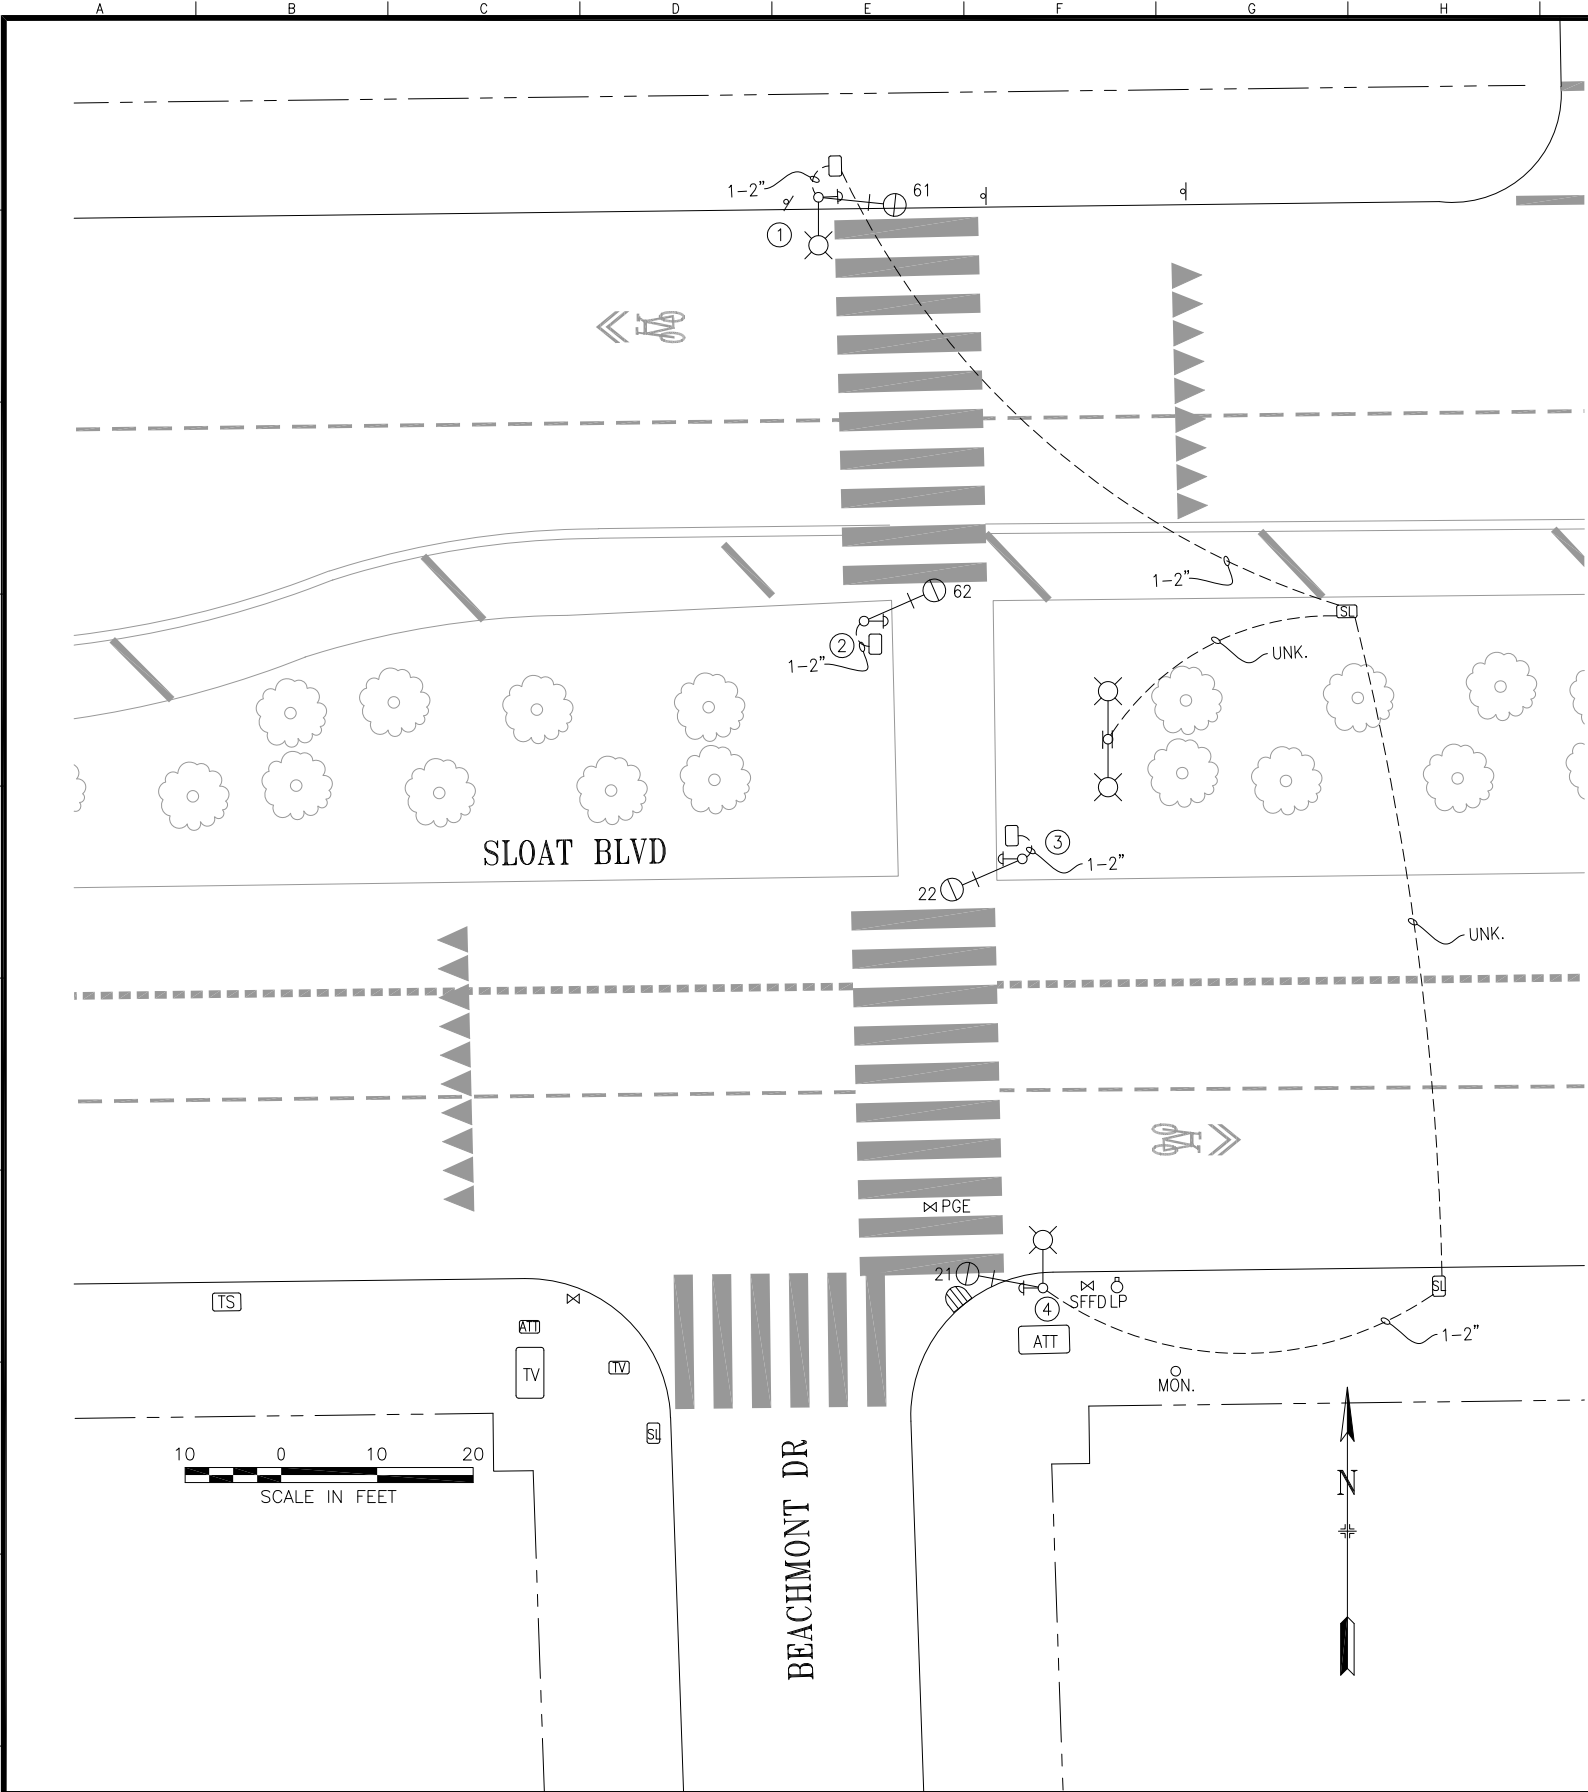 A B C D E F G H
1-2"
61
1
1-2"
62
SL
2
1-2"
UNK.
SLOAT BLVD
3
1-2"
22
UNK.
PGE
21
TS
SL
4
SFFD LP
ATT
ATT
1-2"
TV
TV
MON.
SL
10 0 10 20
SCALE IN FEET
BEACHMONT DR
N